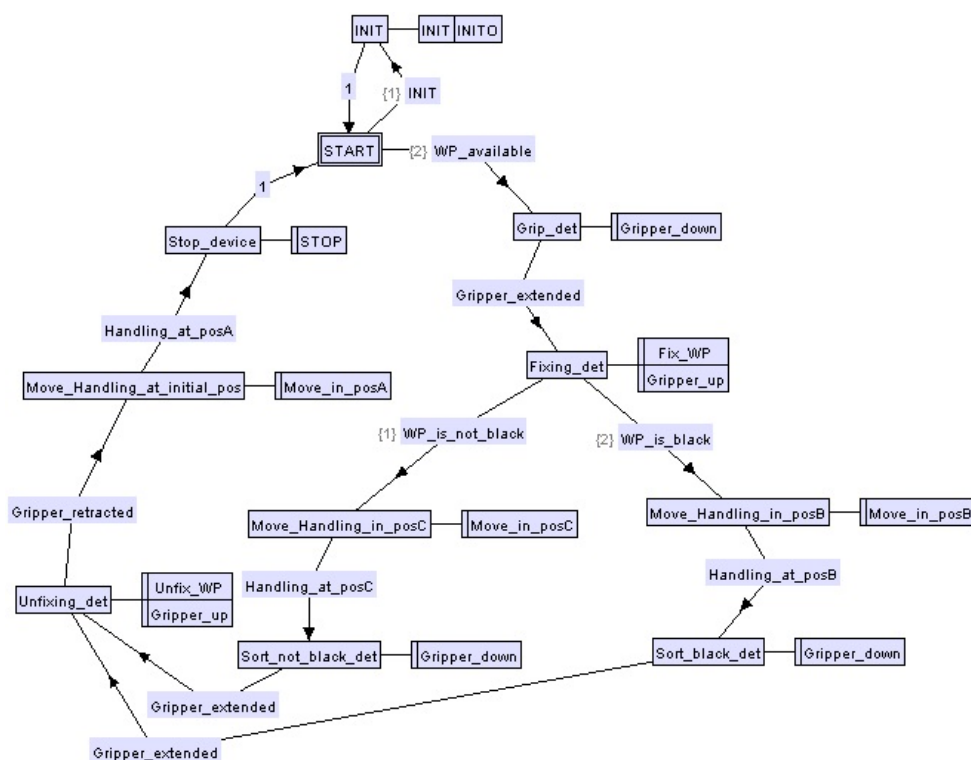 INIT INIT INITO
1 {1} INIT
START {2} WP_available
1
Stop_device STOP
Grip_det Gripper_down
Gripper_extended
Handling_at_posA
Fixing_det Fix_WP
Gripper_up
Move_Handling_at_initial_pos Move_in_posA
{1} WP_is_not_black {2} WP_is_black
Gripper_retracted
Move_Handling_in_posC Move_in_posC
Move_Handling_in_posB Move_in_posB
Handling_at_posC
Handling_at_posB
Unfixing_det Unfix_WP
Gripper_up
Sort_not_black_det Gripper_down
Sort_black_det Gripper_down
Gripper_extended
Gripper_extended